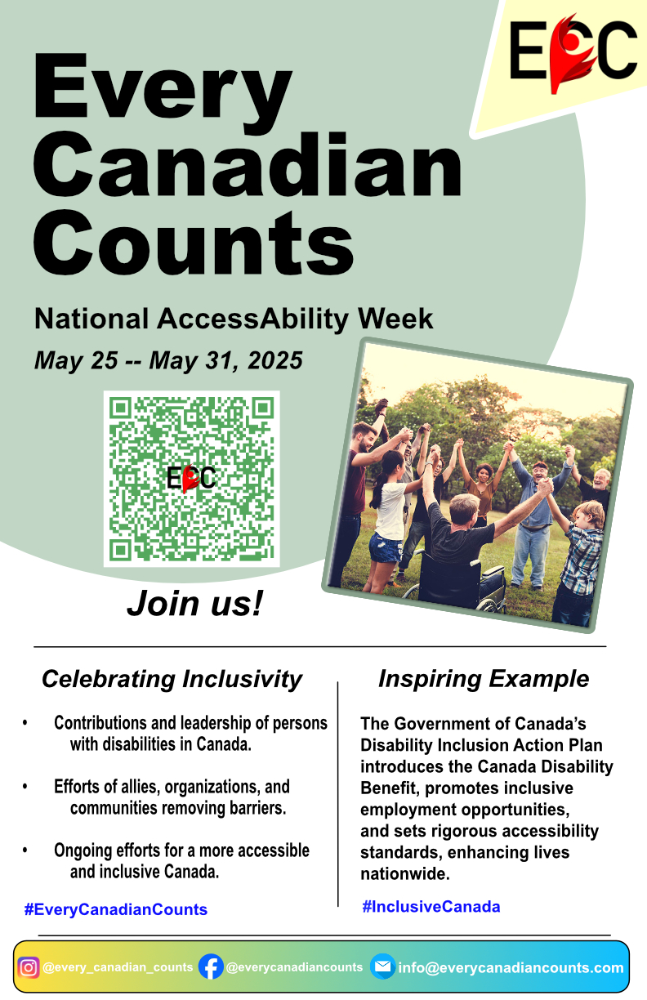 ECC
Every
Canadian
Counts
National AccessAbility Week
May 25 -- May 31, 2025
ECC
Join us!
Celebrating Inclusivity
• Contributions and leadership of persons
with disabilities in Canada.
• Efforts of allies, organizations, and
communities removing barriers.
• Ongoing efforts for a more accessible
and inclusive Canada.
#EveryCanadianCounts
Inspiring Example
The Government of Canada’s
Disability Inclusion Action Plan
introduces the Canada Disability
Benefit, promotes inclusive
employment opportunities,
and sets rigorous accessibility
standards, enhancing lives
nationwide.
#InclusiveCanada
@every_canadian_counts @everycanadiancounts info@everycanadiancounts.com